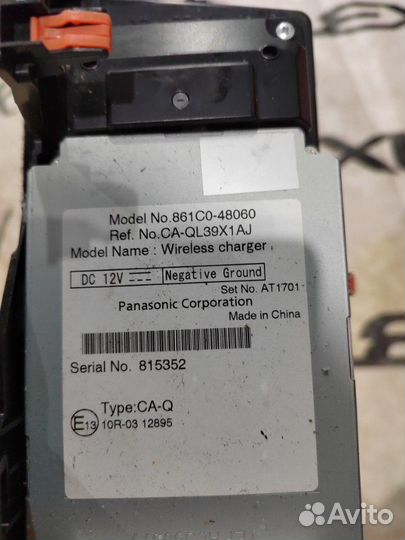 Model No.861C0-48060
Ref. No.CA-QL39X1AJ
Model Name : Wireless charger
DC 12V Negative Ground
Set No. AT1701
Panasonic Corporation
Made in China
Serial No. 815352
Type:CA-Q
E13 10R-03 12895
Avito